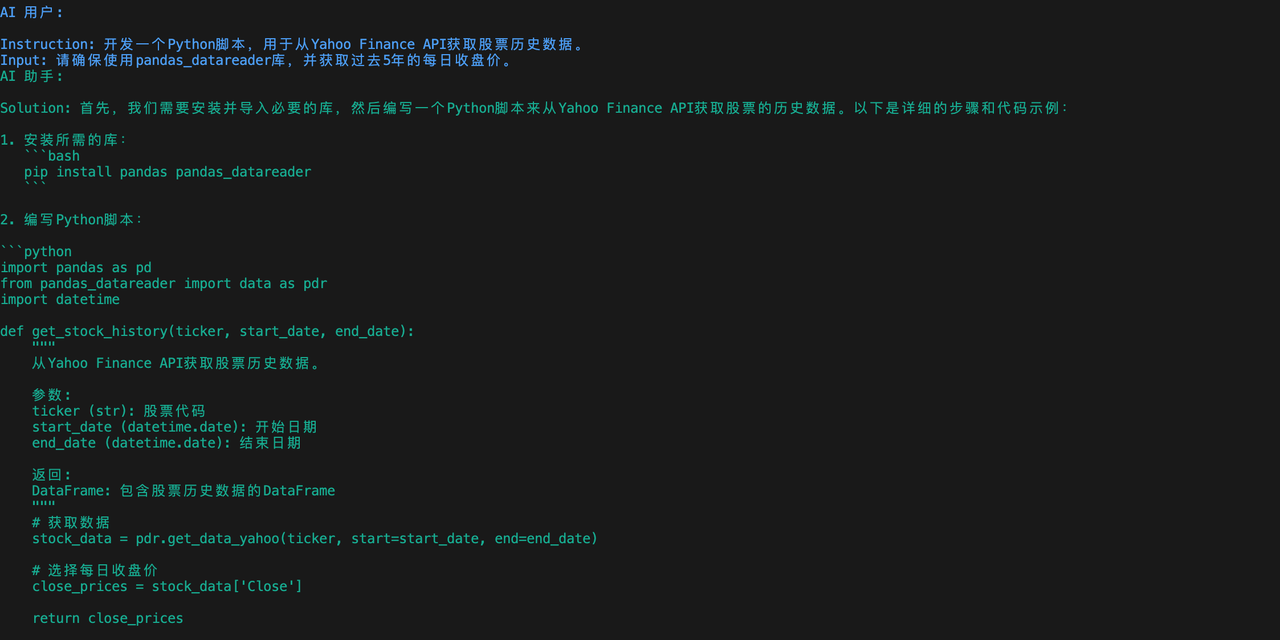 AI 用户:
Instruction: 开发一个Python脚本，用于从Yahoo Finance API获取股票历史数据。
Input: 请确保使用pandas_datareader库，并获取过去5年的每日收盘价。
AI 助手:
Solution: 首先，我们需要安装并导入必要的库，然后编写一个Python脚本来从Yahoo Finance API获取股票的历史数据。以下是详细的步骤和代码示例：
1. 安装所需的库：
```bash
pip install pandas pandas_datareader
```
2. 编写Python脚本：
```python
import pandas as pd
from pandas_datareader import data as pdr
import datetime
def get_stock_history(ticker, start_date, end_date):
"""
从Yahoo Finance API获取股票历史数据。
参数:
ticker (str): 股票代码
start_date (datetime.date): 开始日期
end_date (datetime.date): 结束日期
返回:
DataFrame: 包含股票历史数据的DataFrame
"""
# 获取数据
stock_data = pdr.get_data_yahoo(ticker, start=start_date, end=end_date)
# 选择每日收盘价
close_prices = stock_data['Close']
return close_prices